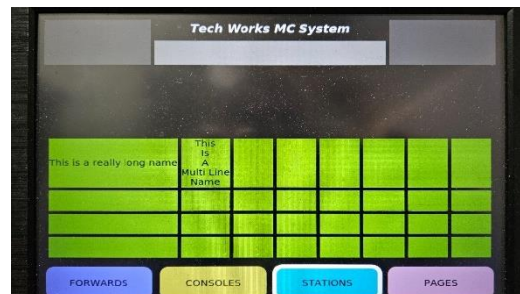 Tech Works MC System
This is a really long name
This
Is
A
Multi Line
Name
FORWARDS
CONSOLES
STATIONS
PAGES